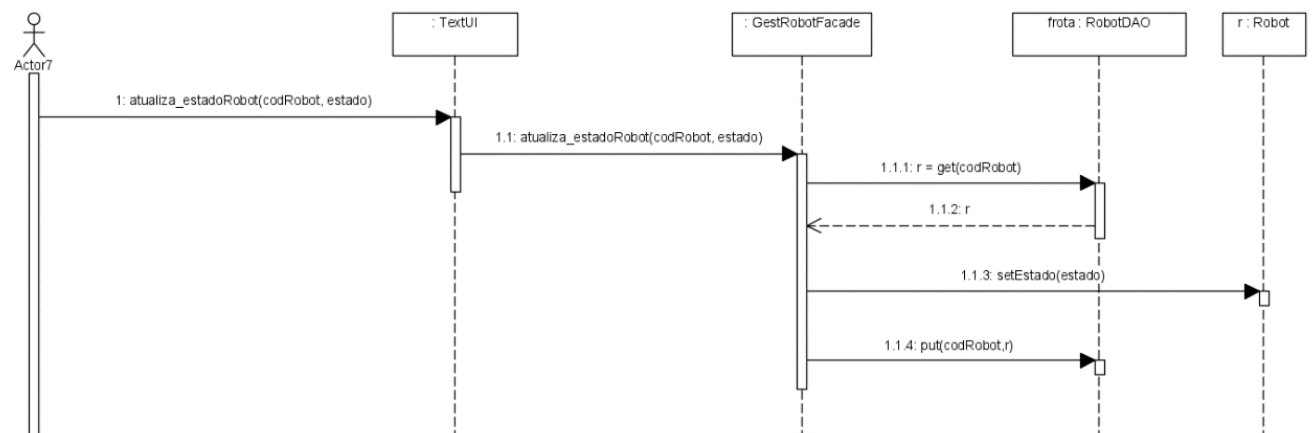 : TextUI
: GestRobotFacade
frota : RobotDAO
r : Robot
Actor7
1: atualiza_estadoRobot(codRobot, estado)
1.1: atualiza_estadoRobot(codRobot, estado)
1.1.1: r = get(codRobot)
1.1.2: r
1.1.3: setEstado(estado)
1.1.4: put(codRobot,r)